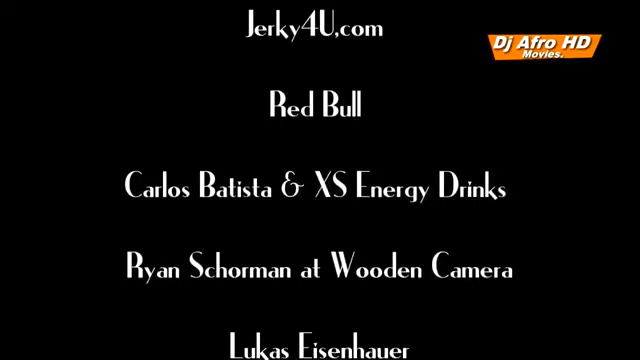 Jerky4U,com
Dj Afro HD
Movies.
Red Bull
Carlos Batista & XS Energy Drinks
Ryan Schorman at Wooden Camera
Lukas Eisenhauer